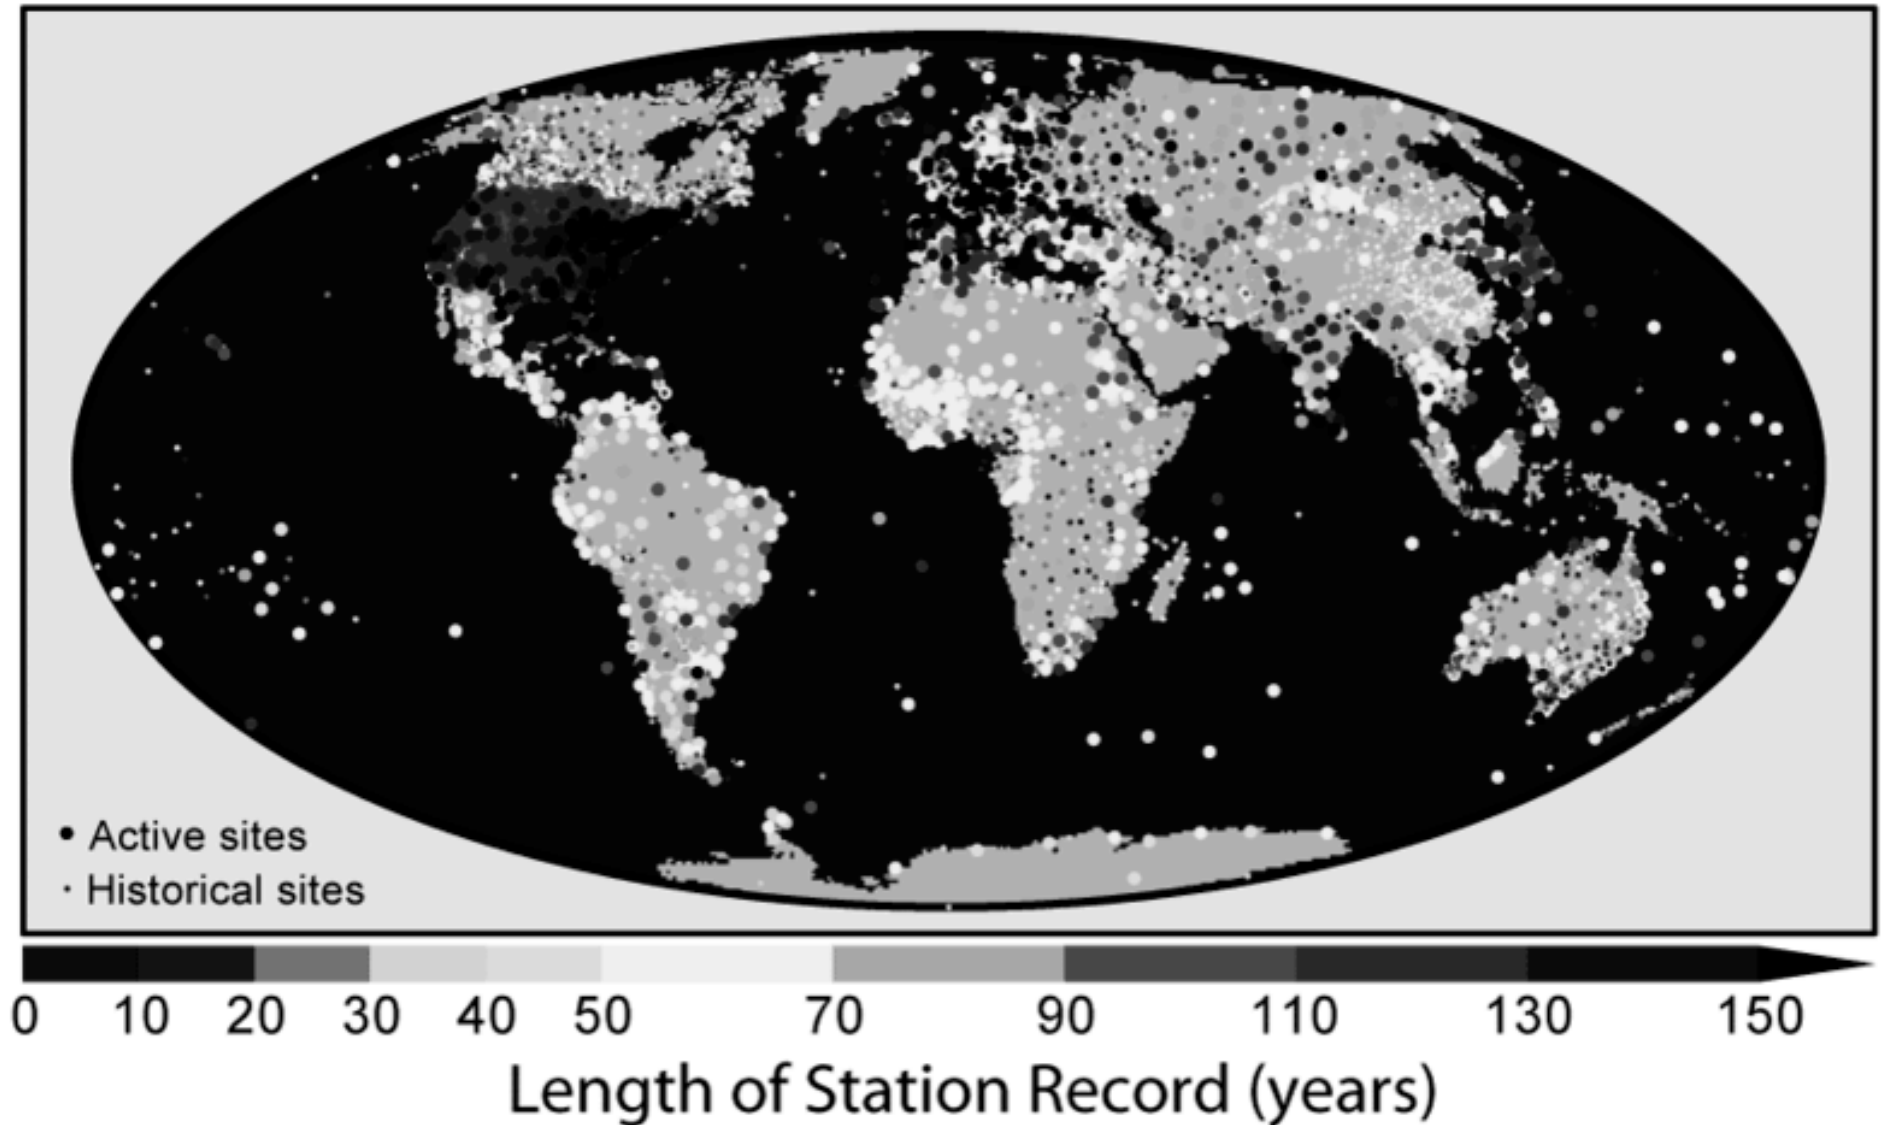 Active sites
Historical sites
0 10 20 30 40 50 70 90 110 130 150
Length of Station Record (years)